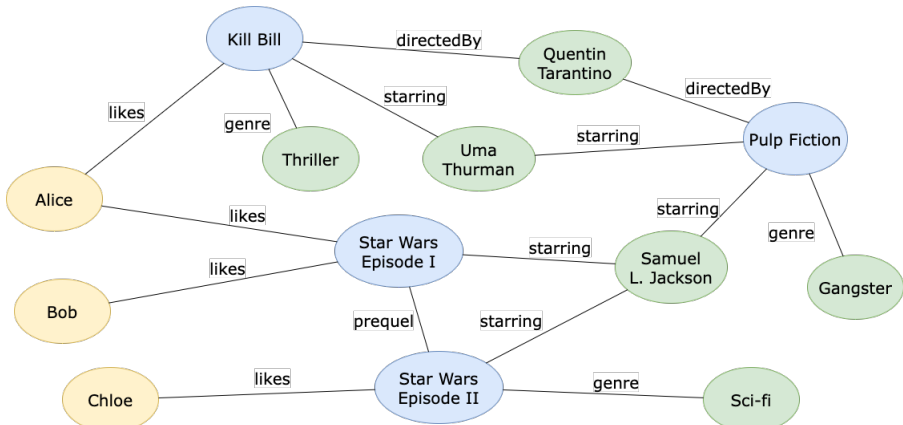 Kill Bill
directedBy
Quentin
Tarantino
directedBy
likes
genre
starring
starring
Pulp Fiction
Thriller
Uma
Thurman
Alice
likes
starring
genre
Star Wars
Episode I
starring
Samuel
L. Jackson
Gangster
likes
Bob
prequel
starring
Chloe
likes
Star Wars
Episode II
genre
Sci-fi